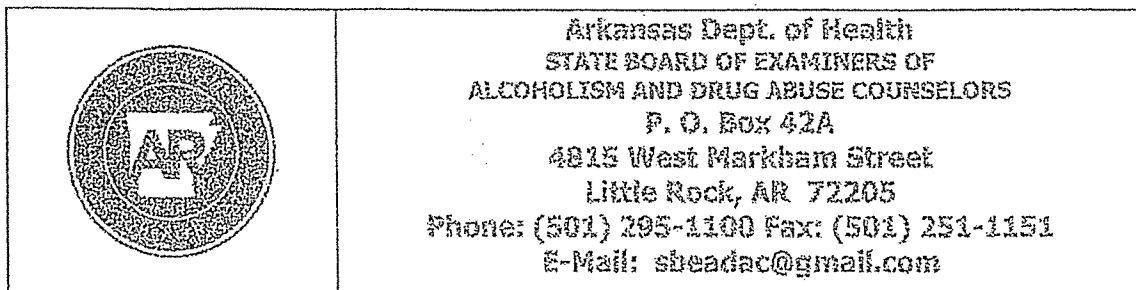 AR
Arkansas Dept. of Health
STATE BOARD OF EXAMINERS OF
ALCOHOLISM AND DRUG ABUSE COUNSELORS
P. O. Box 42A
4815 West Markham Street
Little Rock, AR 72205
Phone: (501) 295-1100 Fax: (501) 251-1151
E-Mail: sbeadac@gmail.com